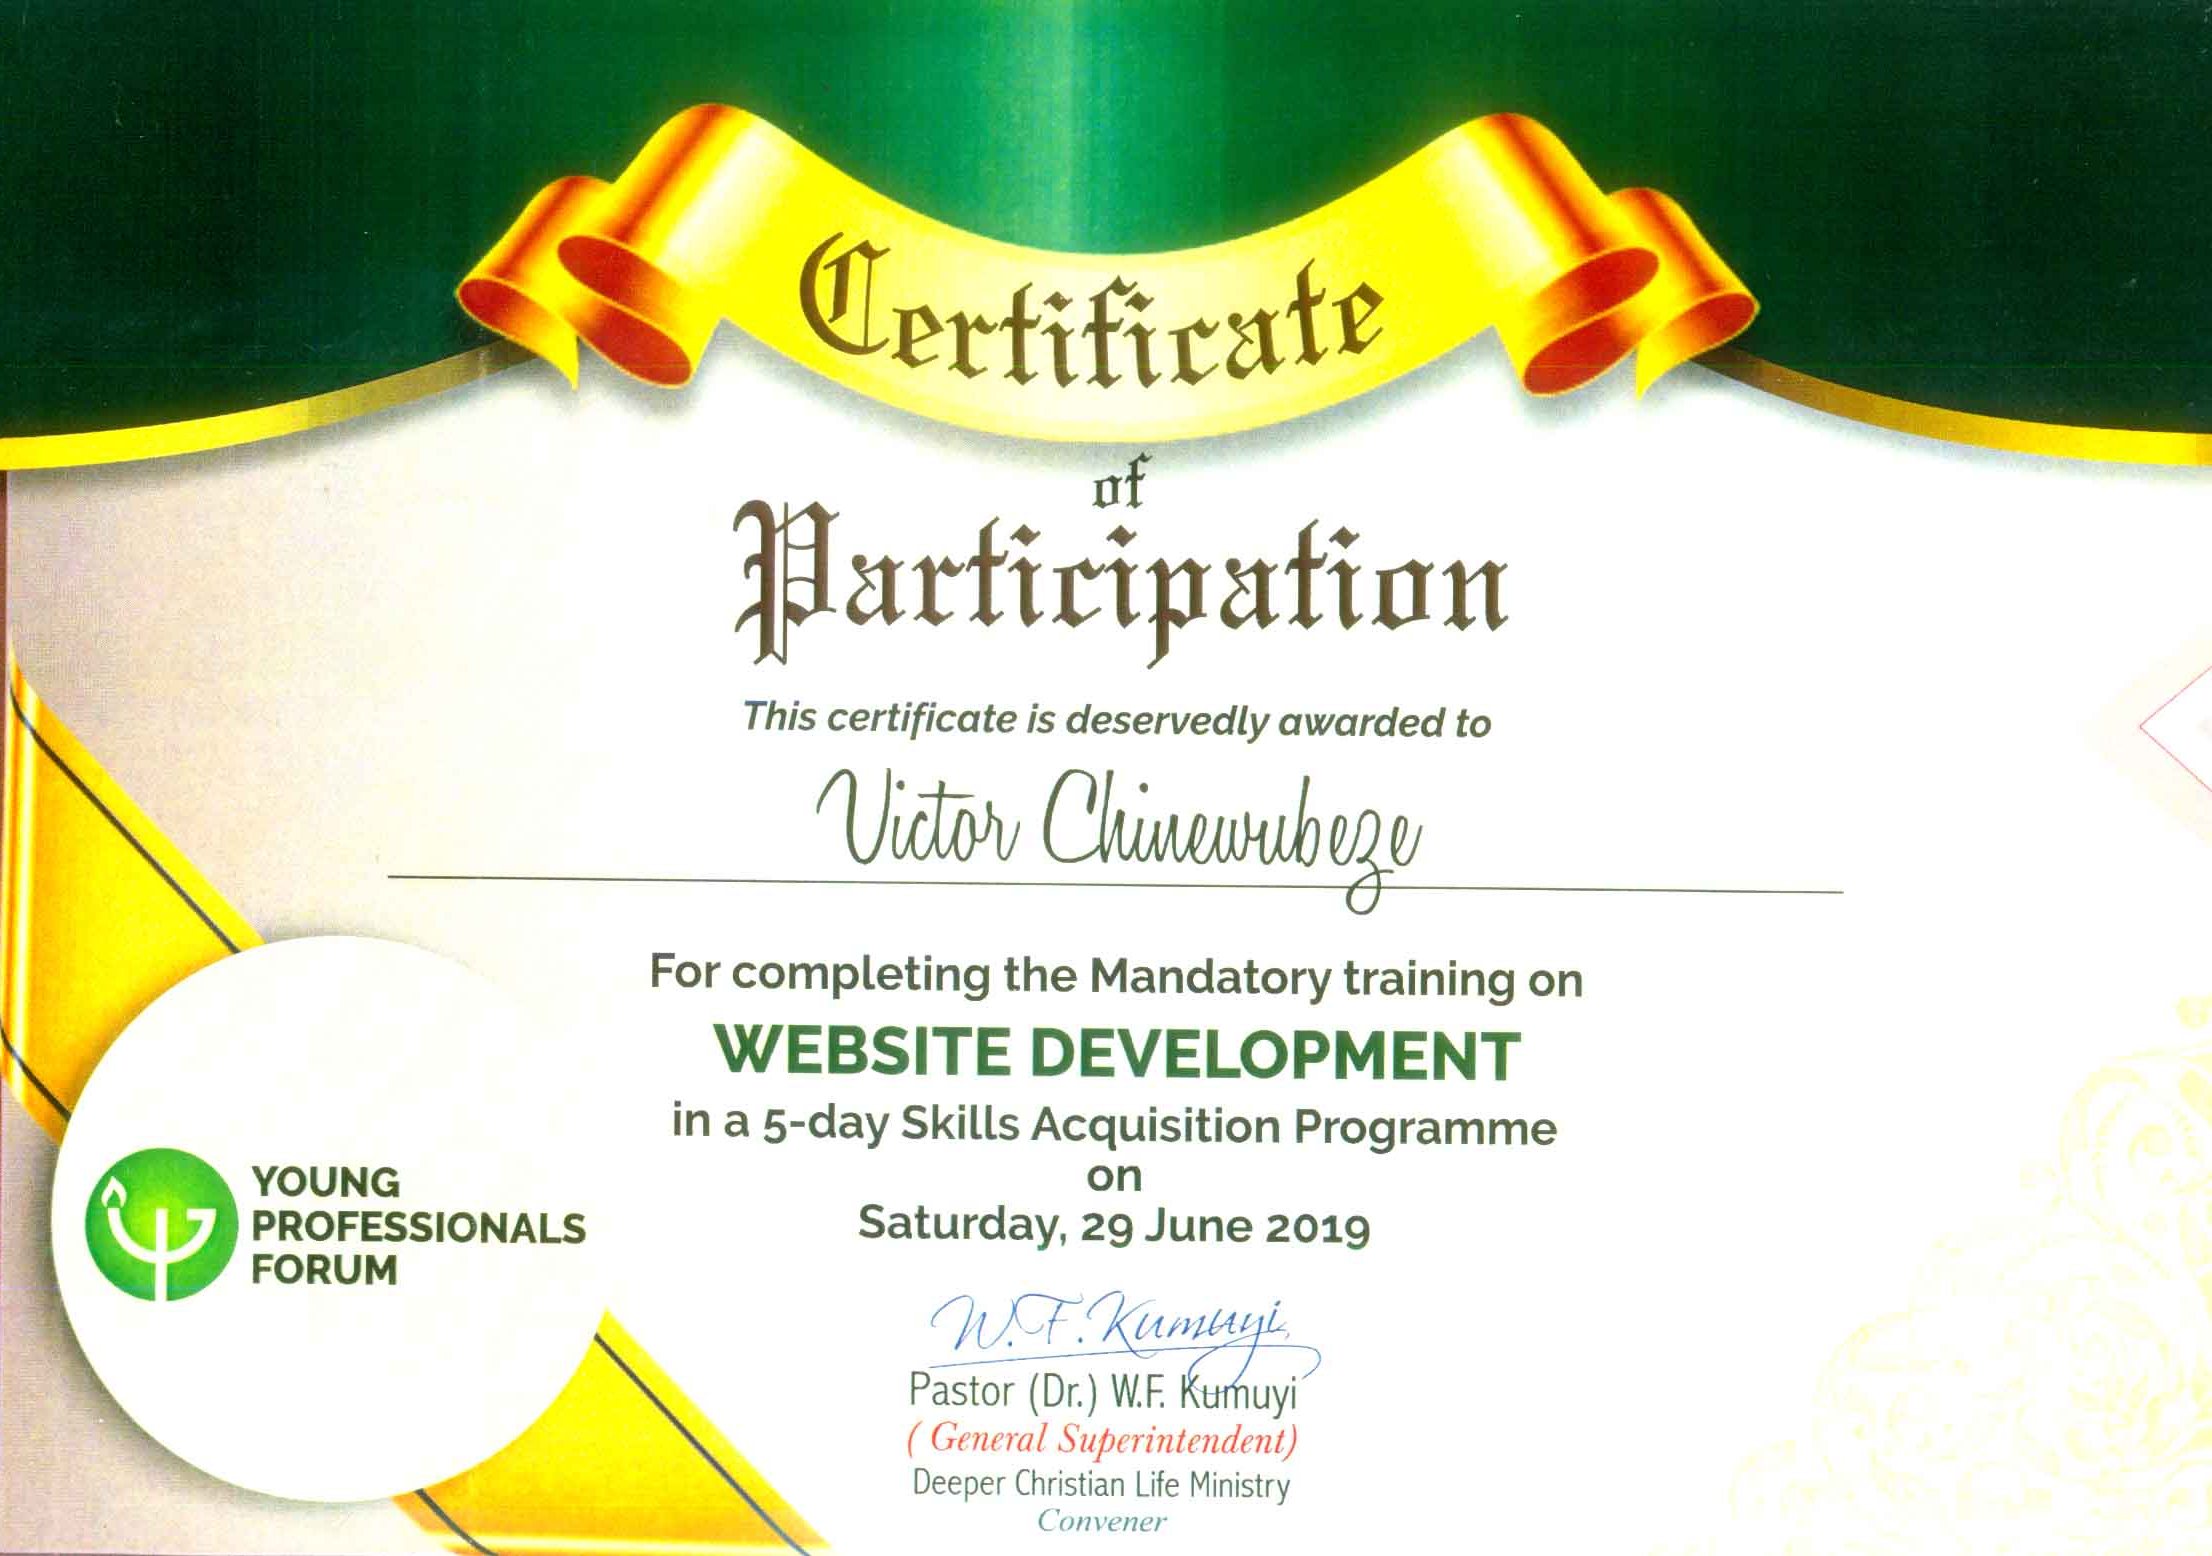 Certificate
of
Participation
This certificate is deservedly awarded to
Victor Chinewubeze
For completing the Mandatory training on
WEBSITE DEVELOPMENT
in a 5-day Skills Acquisition Programme
on
Saturday, 29 June 2019
YOUNG
PROFESSIONALS
FORUM
W.F. Kumuyi
Pastor (Dr.) W.F. Kumuyi
( General Superintendent)
Deeper Christian Life Ministry
Convener